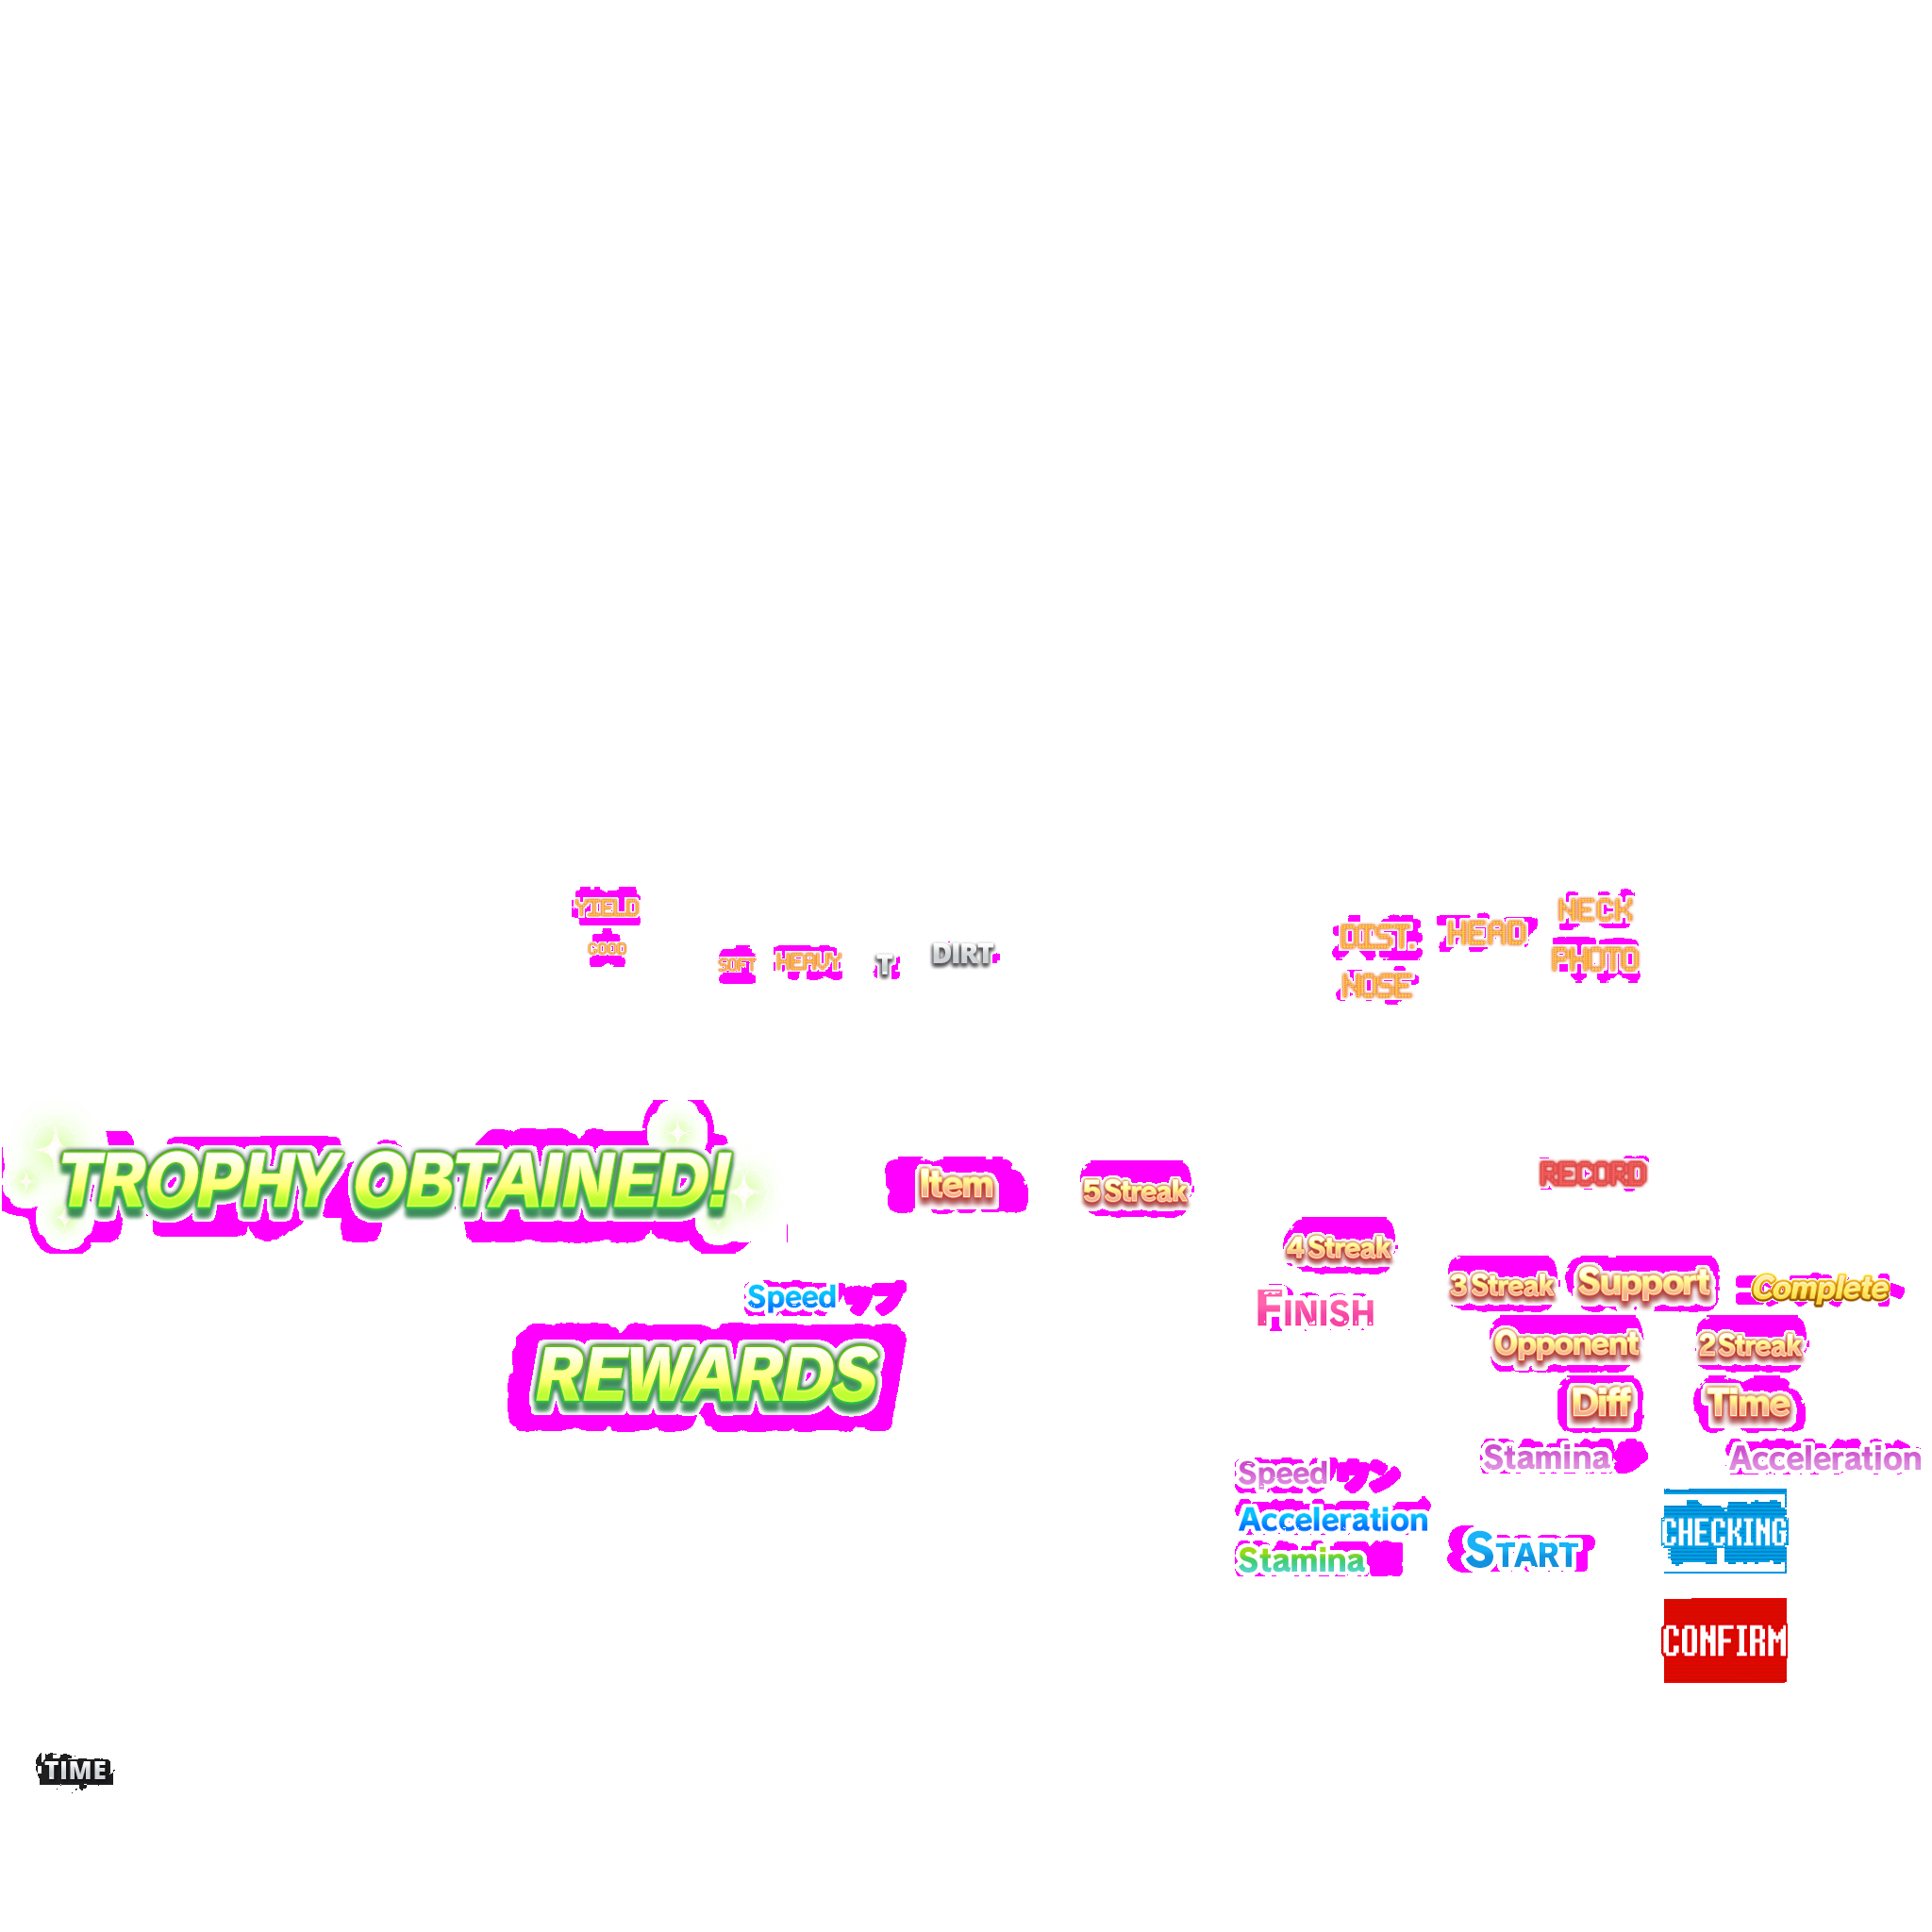 YIELD
GOOD
SOFT
HEAVY
T
DIRT
DIST.
HEAD
NECK
NOSE
PHOTO
TROPHY OBTAINED!
Item
5 Streak
RECORD
4 Streak
Speed
FINISH
3 Streak
Support
Complete
REWARDS
Opponent
2 Streak
Diff
Time
Stamina
Acceleration
Speed
Acceleration
START
CHECKING
Stamina
CONFIRM
TIME